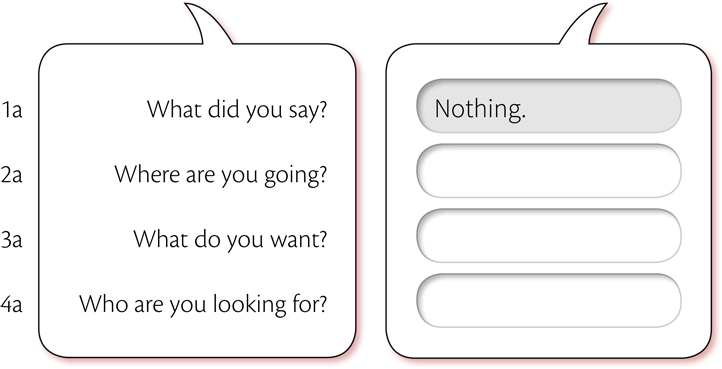 1a What did you say? Nothing.
2a Where are you going?
3a What do you want?
4a Who are you looking for?